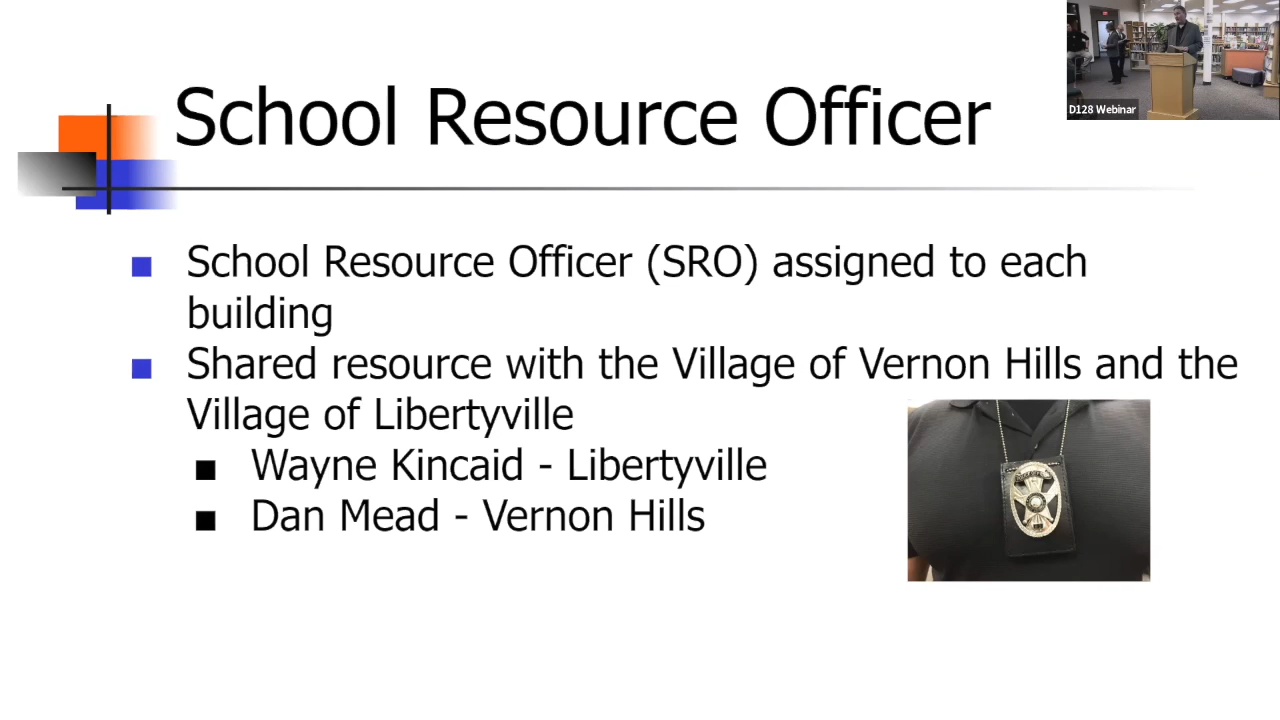 School Resource Officer
D128 Webinar
School Resource Officer (SRO) assigned to each
building
Shared resource with the Village of Vernon Hills and the
Village of Libertyville
Wayne Kincaid - Libertyville
Dan Mead - Vernon Hills